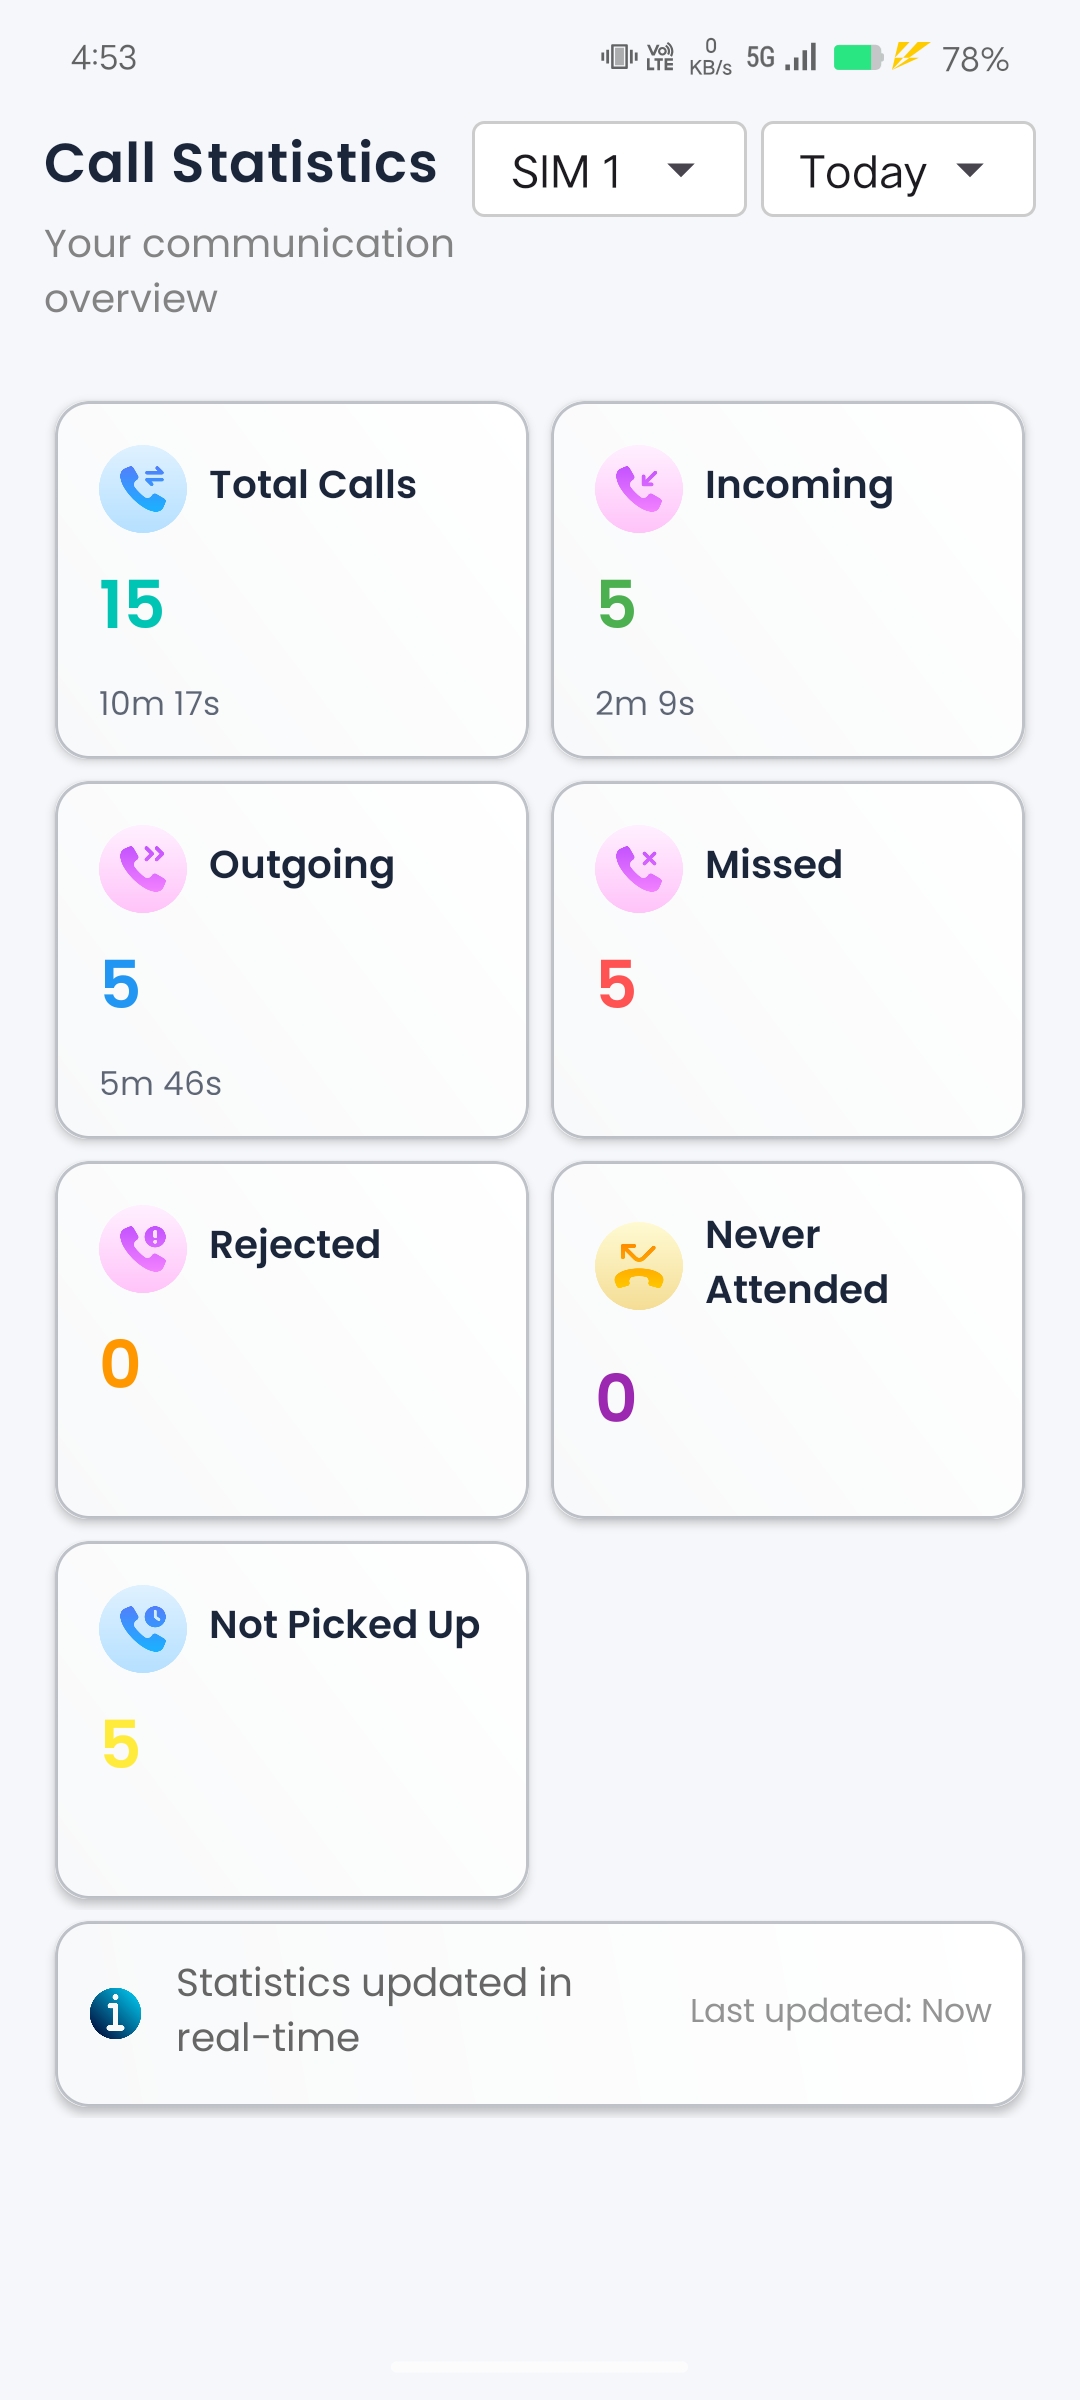 4:53
Vo)) LTE
0 KB/s
5G
78%
Call Statistics
SIM 1
Today
Your communication
overview
Total Calls
15
10m 17s
Incoming
5
2m 9s
Outgoing
5
5m 46s
Missed
5
Rejected
0
Never
Attended
0
Not Picked Up
5
Statistics updated in
real-time
Last updated: Now